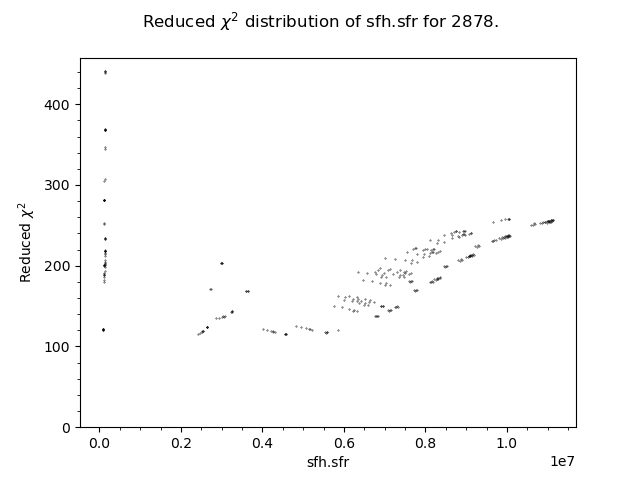 Reduced χ² distribution of sfh.sfr for 2878.
400
300
200
100
0
Reduced χ²
0.0 0.2 0.4 0.6 0.8 1.0
1e7
sfh.sfr